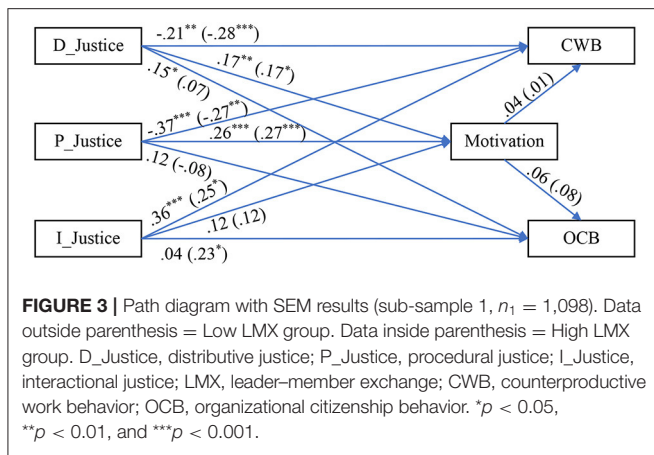 D_Justice
-.21** (-.28***)
CWB
.17** (.17*)
.15* (.07)
.04 (.01)
-.37*** (-.27**)
P_Justice
.26*** (.27***)
Motivation
.12 (-.08)
.06 (.08)
.36*** (.25*)
.12 (.12)
I_Justice
.04 (.23*)
OCB
FIGURE 3 | Path diagram with SEM results (sub-sample 1, n₁ = 1,098). Data
outside parenthesis = Low LMX group. Data inside parenthesis = High LMX
group. D_Justice, distributive justice; P_Justice, procedural justice; I_Justice,
interactional justice; LMX, leader–member exchange; CWB, counterproductive
work behavior; OCB, organizational citizenship behavior. *p < 0.05,
**p < 0.01, and ***p < 0.001.